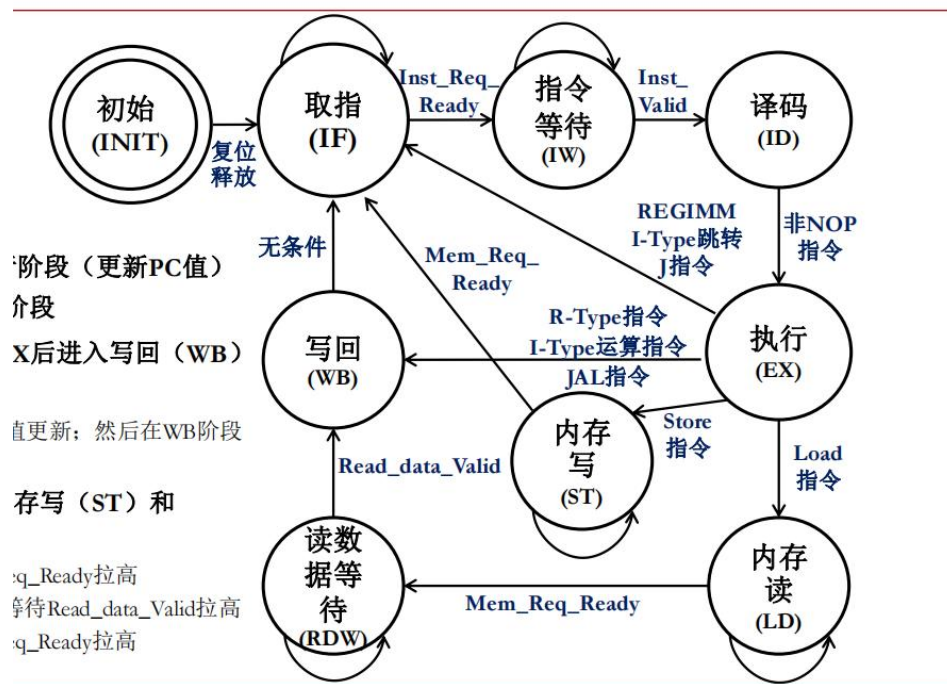 初始
(INIT)
复位
释放
取指
(IF)
Inst_Req_
Ready
指令
等待
(IW)
Inst_
Valid
译码
(ID)
非NOP
指令
REGIMM
I-Type跳转
J指令
Mem_Req_
Ready
无条件
阶段（更新PC值）
阶段
X后进入写回（WB）
值更新；然后在WB阶段
存写（ST）和
eq_Ready拉高
等待Read_data_Valid拉高
eq_Ready拉高
写回
(WB)
R-Type指令
I-Type运算指令
JAL指令
执行
(EX)
Store
指令
Load
指令
内存
写
(ST)
Read_data_Valid
读数
据等
待
(RDW)
Mem_Req_Ready
内存
读
(LD)